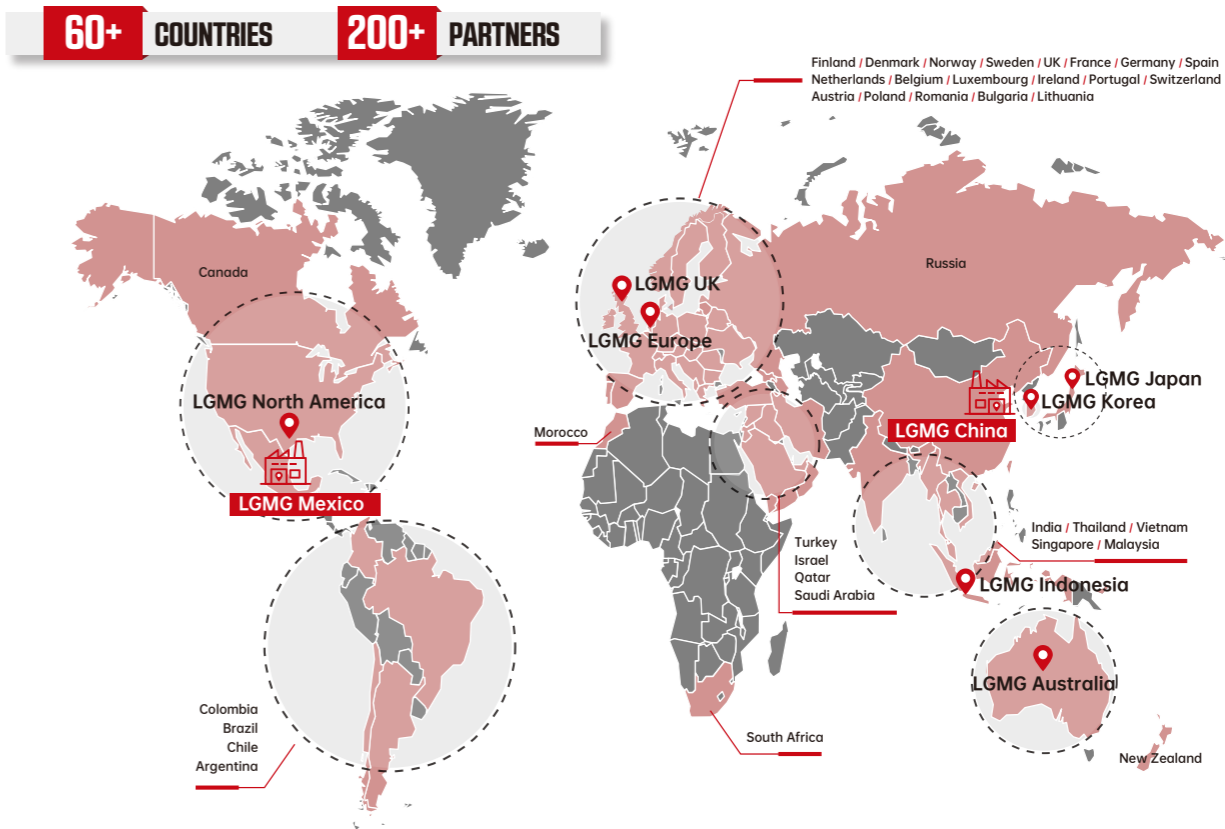 60+ COUNTRIES 200+ PARTNERS
Finland / Denmark / Norway / Sweden / UK / France / Germany / Spain
Netherlands / Belgium / Luxembourg / Ireland / Portugal / Switzerland
Austria / Poland / Romania / Bulgaria / Lithuania
Canada
Russia
LGMG UK
LGMG Europe
LGMG North America
LGMG Mexico
LGMG Japan
LGMG Korea
LGMG China
Morocco
Turkey
Israel
Qatar
Saudi Arabia
India / Thailand / Vietnam
Singapore / Malaysia
LGMG Indonesia
LGMG Australia
Colombia
Brazil
Chile
Argentina
South Africa
New Zealand